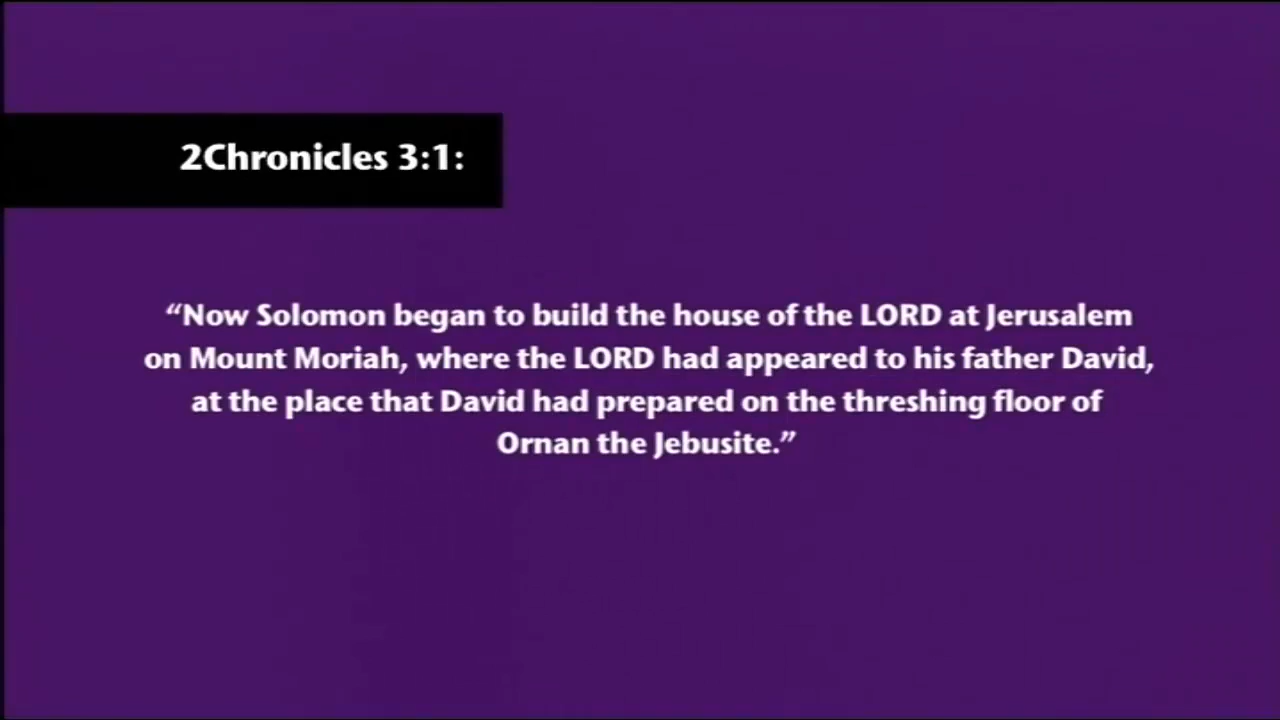 2Chronicles 3:1:
“Now Solomon began to build the house of the LORD at Jerusalem
on Mount Moriah, where the LORD had appeared to his father David,
at the place that David had prepared on the threshing floor of
Ornan the Jebusite.”